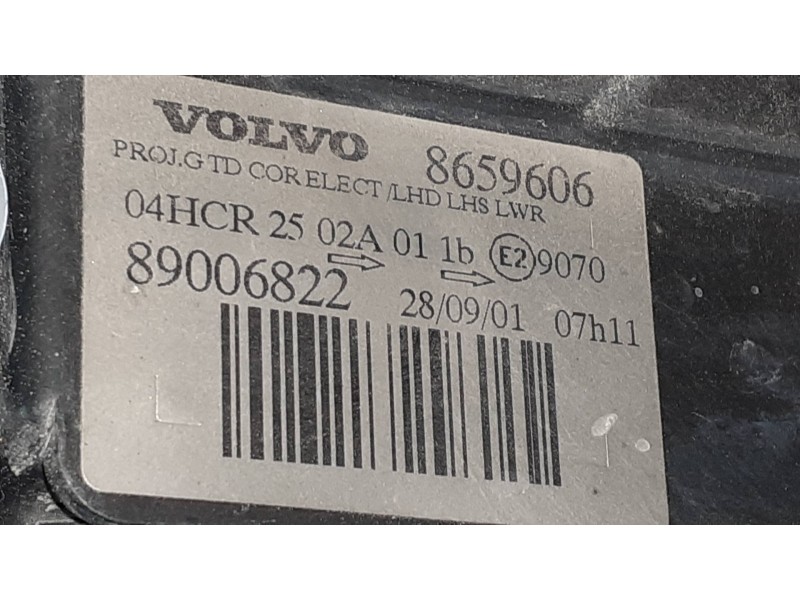 VOLVO 8659606
PROJ.G TD COR ELECT /LHD LHS LWR
04HCR 25 02A 01 1b E2 9070
89006822 28/09/01 07h11